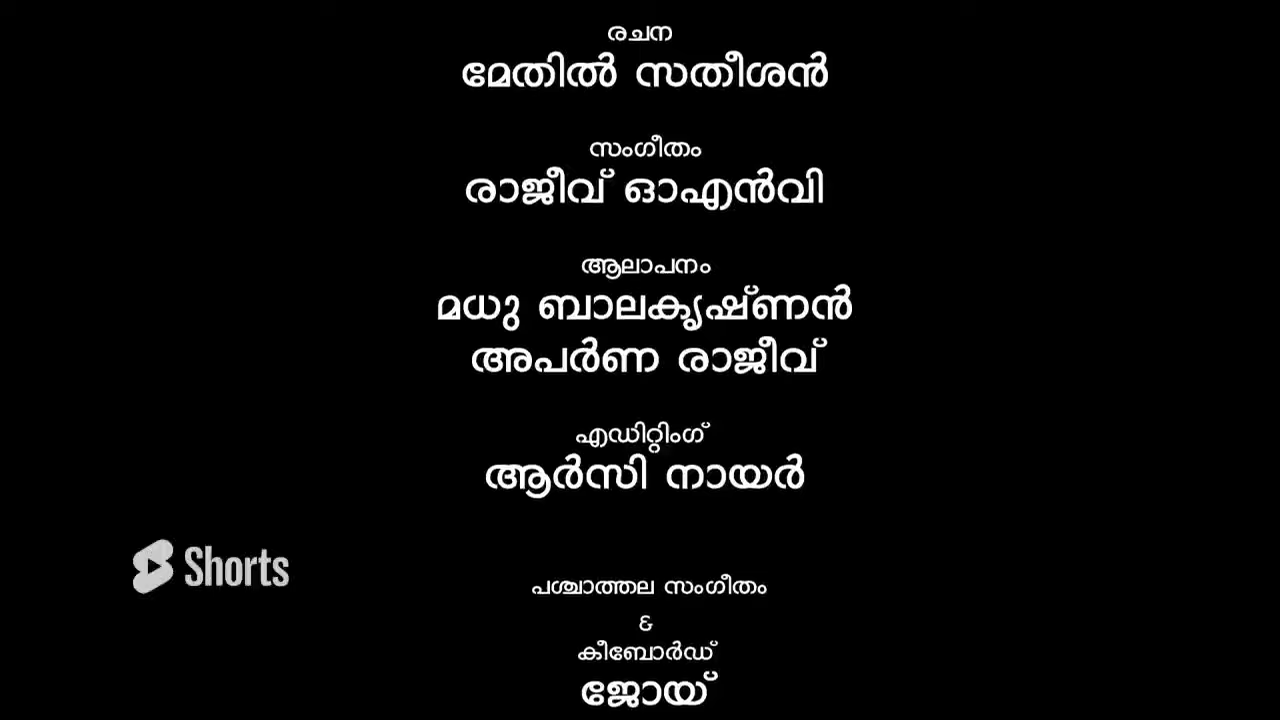 രചന
മേതിൽ സതീശൻ
സംഗീതം
രാജീവ് ഓഎൻവി
ആലാപനം
മധു ബാലകൃഷ്ണൻ
അപർണ രാജീവ്
എഡിറ്റിംഗ്
ആർസി നായർ
Shorts
പശ്ചാത്തല സംഗീതം
&
കീബോർഡ്
ജോയ്